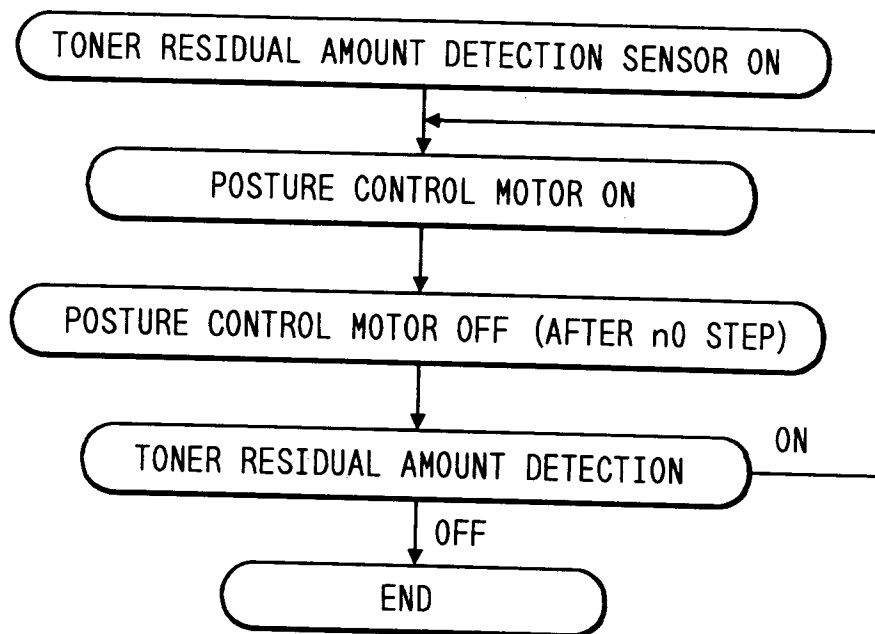 TONER RESIDUAL AMOUNT DETECTION SENSOR ON
POSTURE CONTROL MOTOR ON
POSTURE CONTROL MOTOR OFF (AFTER n0 STEP)
TONER RESIDUAL AMOUNT DETECTION
ON
OFF
END